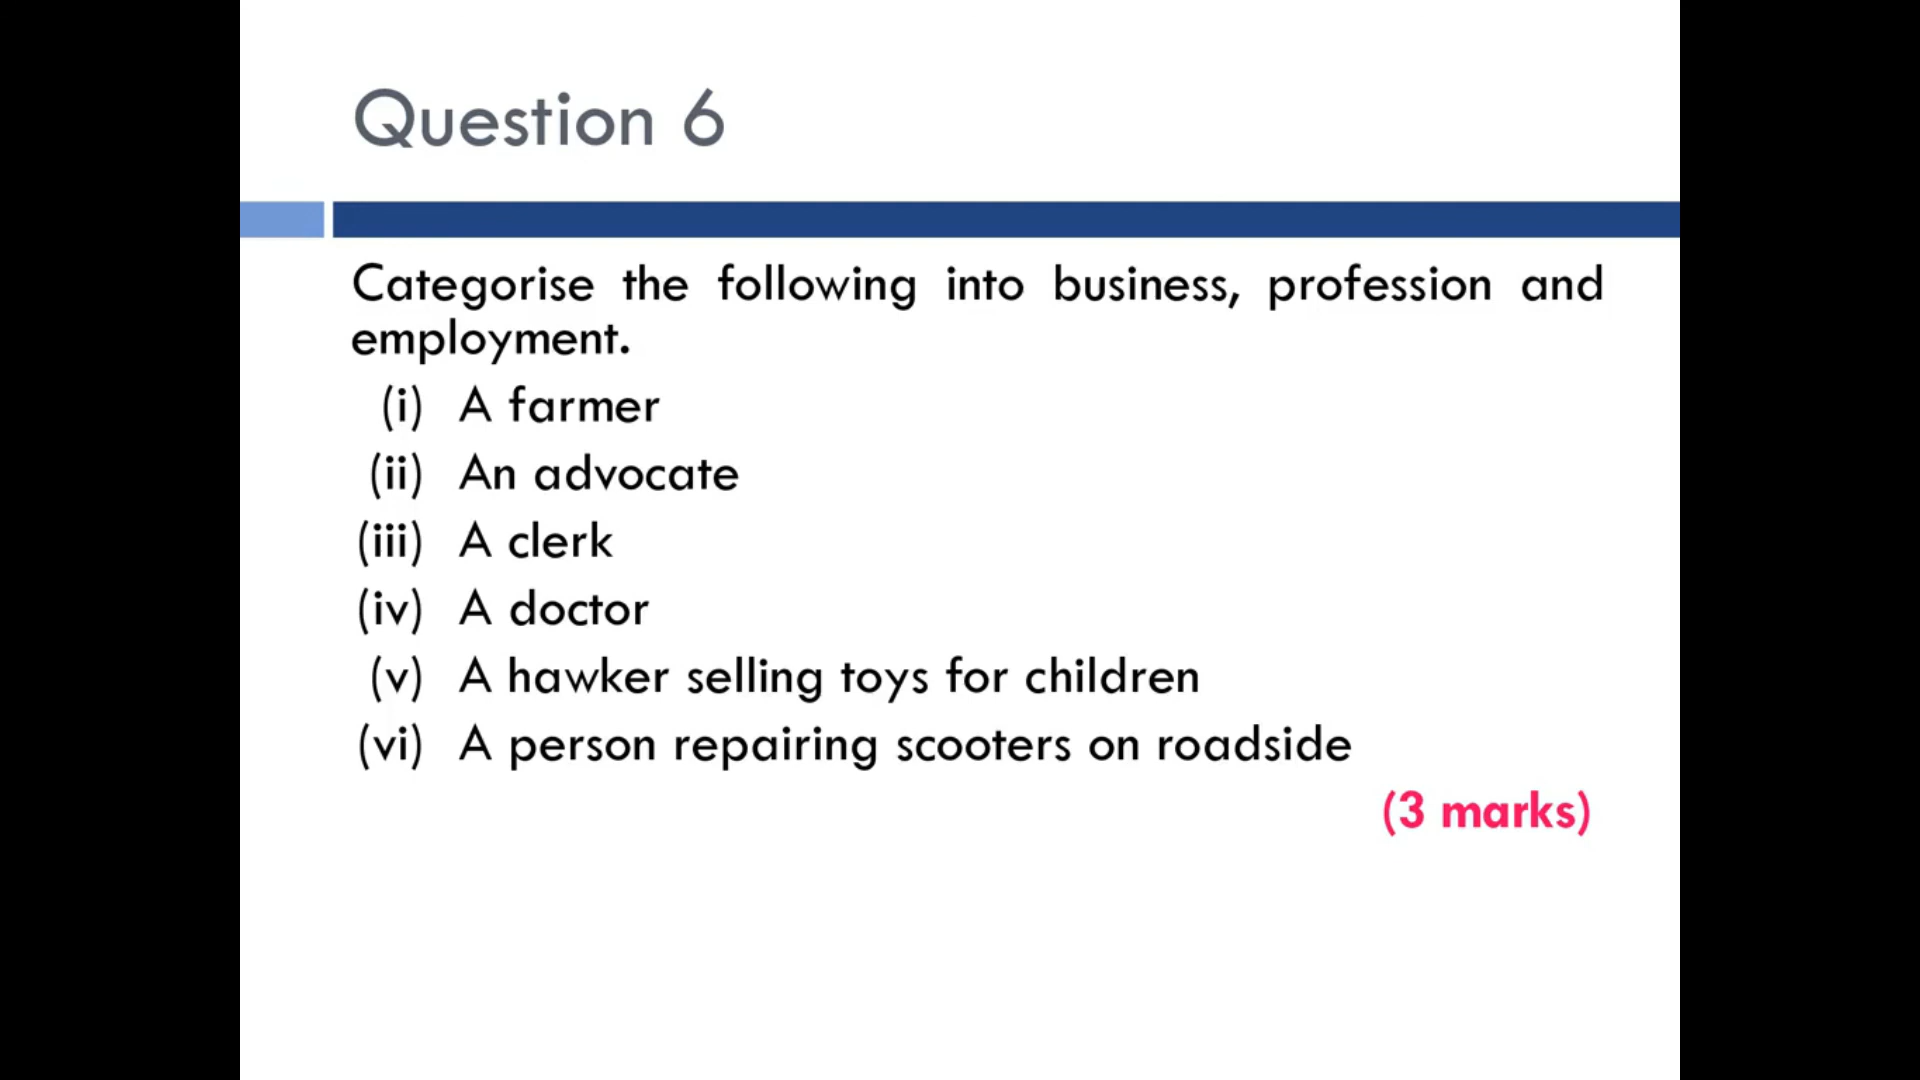 Question 6
Categorise the following into business, profession and
employment.
(i) A farmer
(ii) An advocate
(iii) A clerk
(iv) A doctor
(v) A hawker selling toys for children
(vi) A person repairing scooters on roadside
(3 marks)